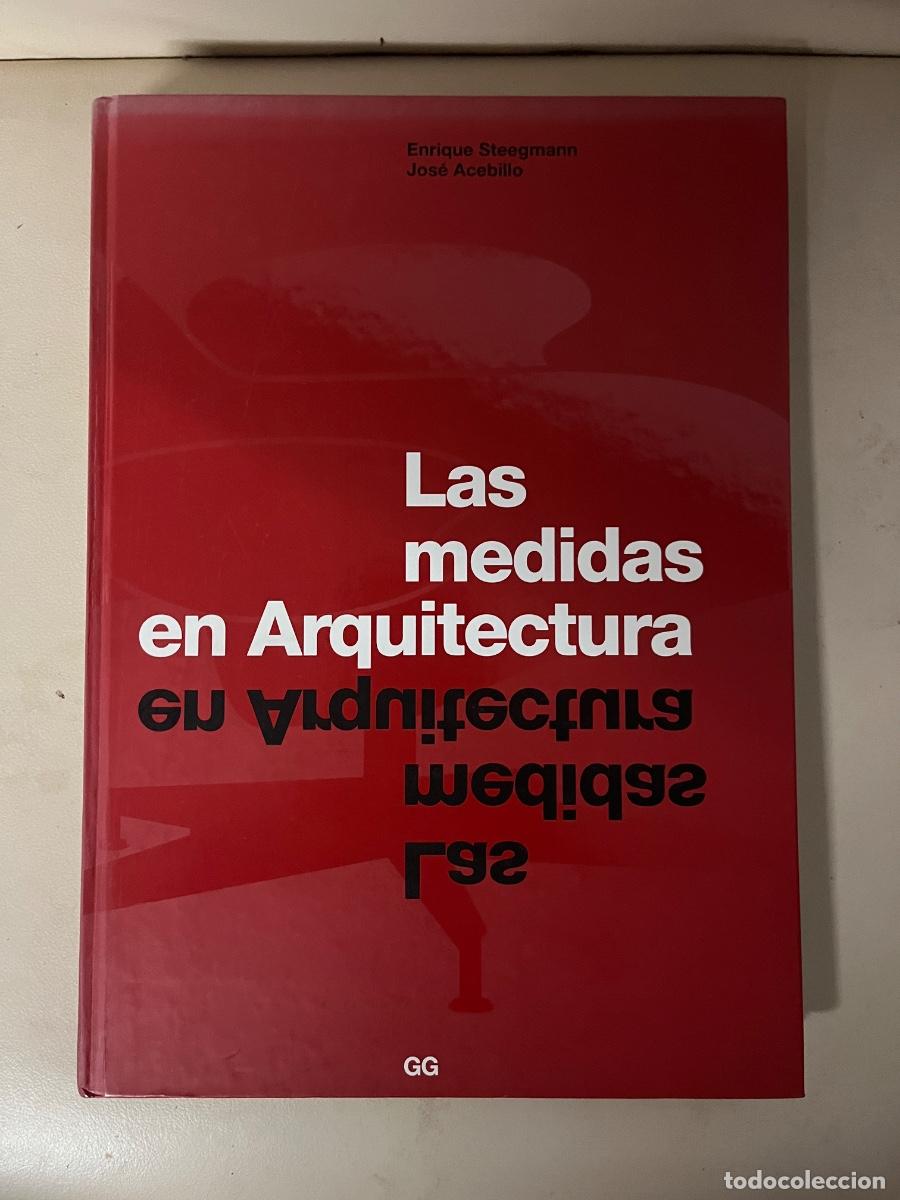 Enrique Steegmann
José Acebillo
Las
medidas
en Arquitectura
en Arquitectura
medidas
Las
GG
todocoleccion